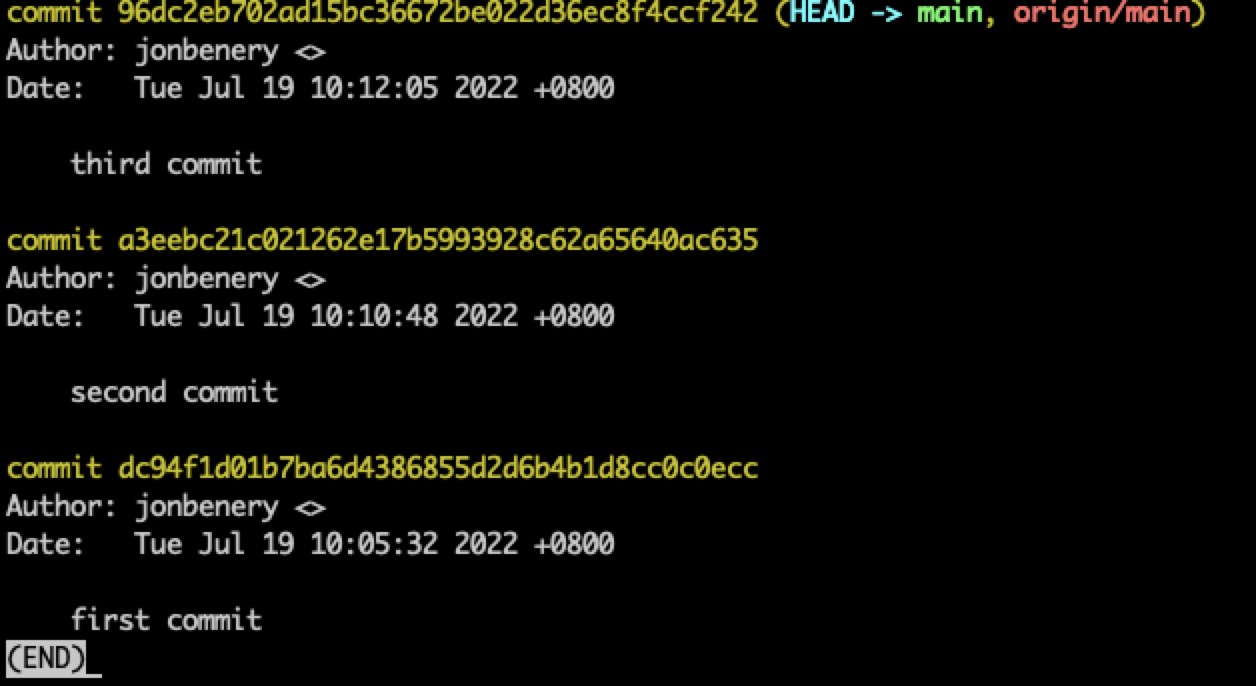 commit 96dc2eb702ad15bc36672be022d36ec8f4ccf242 (HEAD -> main, origin/main)
Author: jonbenery <>
Date:   Tue Jul 19 10:12:05 2022 +0800
    third commit
commit a3eebc21c021262e17b5993928c62a65640ac635
Author: jonbenery <>
Date:   Tue Jul 19 10:10:48 2022 +0800
    second commit
commit dc94f1d01b7ba6d4386855d2d6b4b1d8cc0c0ecc
Author: jonbenery <>
Date:   Tue Jul 19 10:05:32 2022 +0800
    first commit
(END)